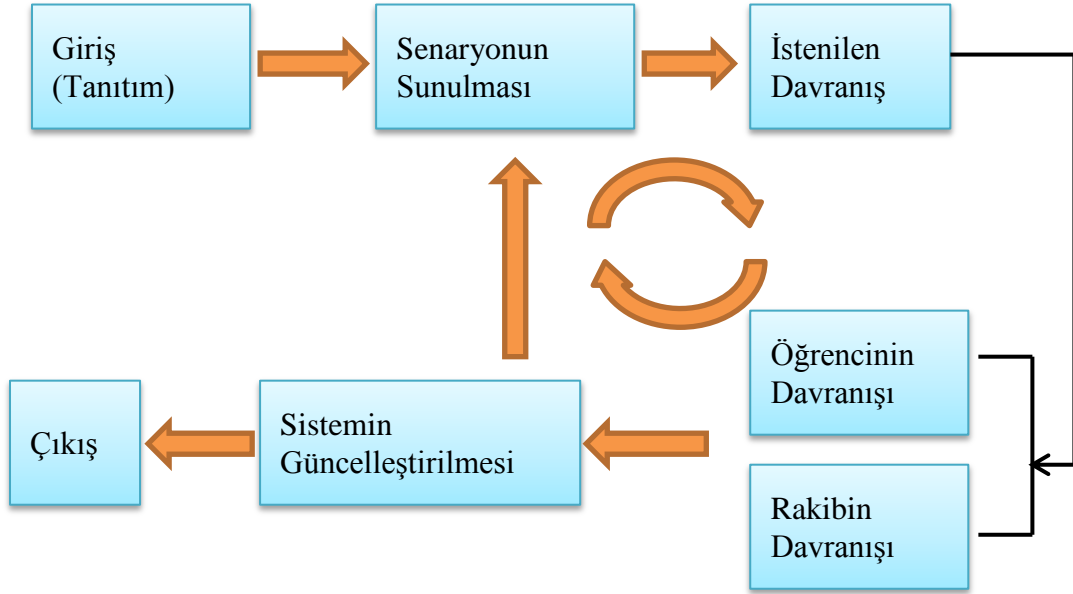 Giriş
(Tanıtım)
Senaryonun
Sunulması
İstenilen
Davranış
Öğrencinin
Davranışı
Çıkış
Sistemin
Güncelleştirilmesi
Rakibin
Davranışı